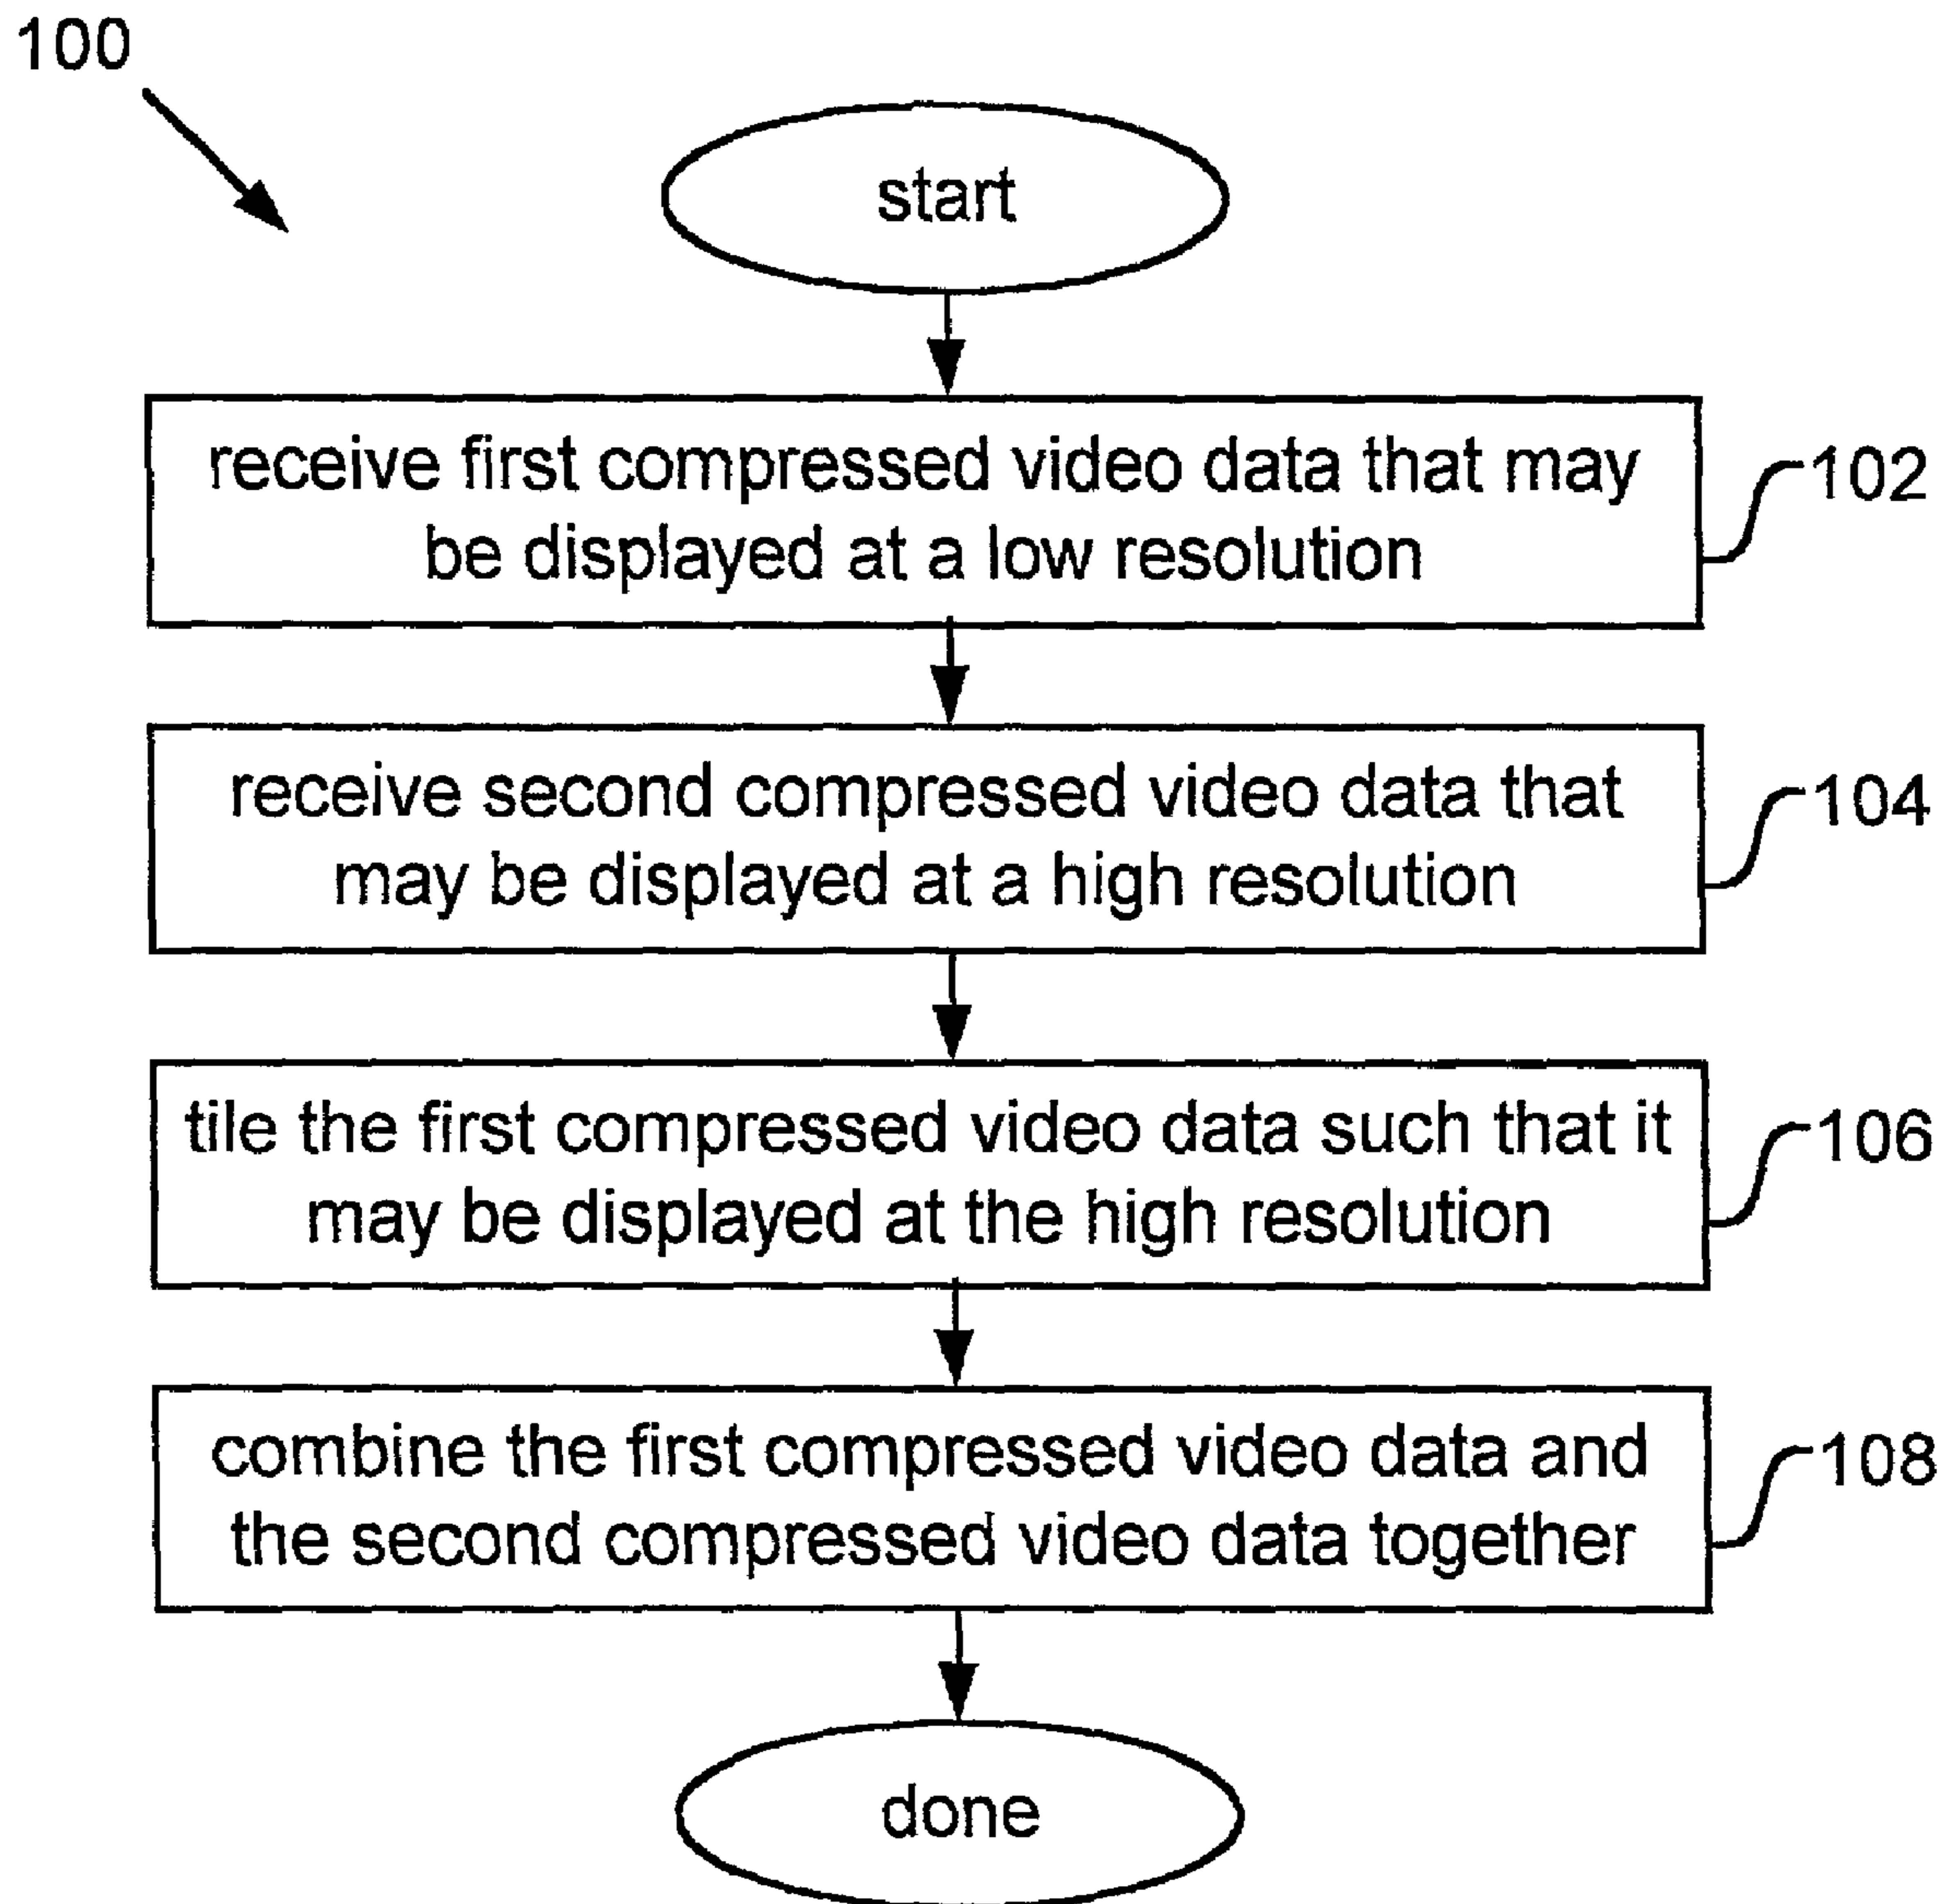 100
start
receive first compressed video data that may
be displayed at a low resolution
102
receive second compressed video data that
may be displayed at a high resolution
104
tile the first compressed video data such that it
may be displayed at the high resolution
106
combine the first compressed video data and
the second compressed video data together
108
done